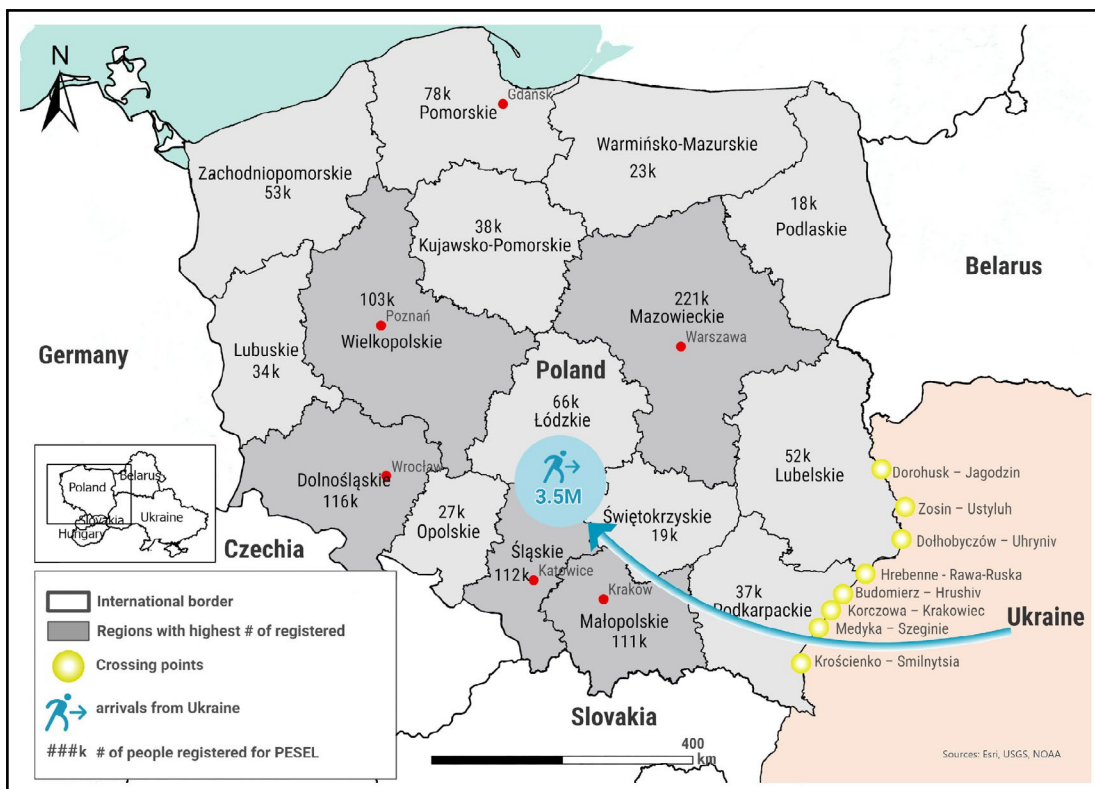 N
78k
Gdańsk
Pomorskie
Warmińsko-Mazurskie
23k
Zachodniopomorskie
53k
18k
Podlaskie
38k
Kujawsko-Pomorskie
Belarus
103k
Poznań
Wielkopolskie
221k
Mazowieckie
Warszawa
Germany
Lubuskie
34k
Poland
66k
Łódzkie
52k
Lubelskie
Dorohusk – Jagodzin
Wrocław
Dolnośląskie
116k
3.5M
Zosin – Ustyluh
27k
Opolskie
Świętokrzyskie
19k
Dołhobyczów – Uhryniv
Poland
Belarus
Slovakia
Ukraine
Hungary
Czechia
Śląskie
Katowice
112k
Kraków
Małopolskie
111k
37k
Podkarpackie
Hrebenne - Rawa-Ruska
Budomierz – Hrushiv
Korczowa – Krakowiec
Medyka – Szeginie
Ukraine
Krościenko – Smilnytsia
International border
Regions with highest # of registered
Crossing points
arrivals from Ukraine
###k # of people registered for PESEL
Slovakia
400
km
Sources: Esri, USGS, NOAA